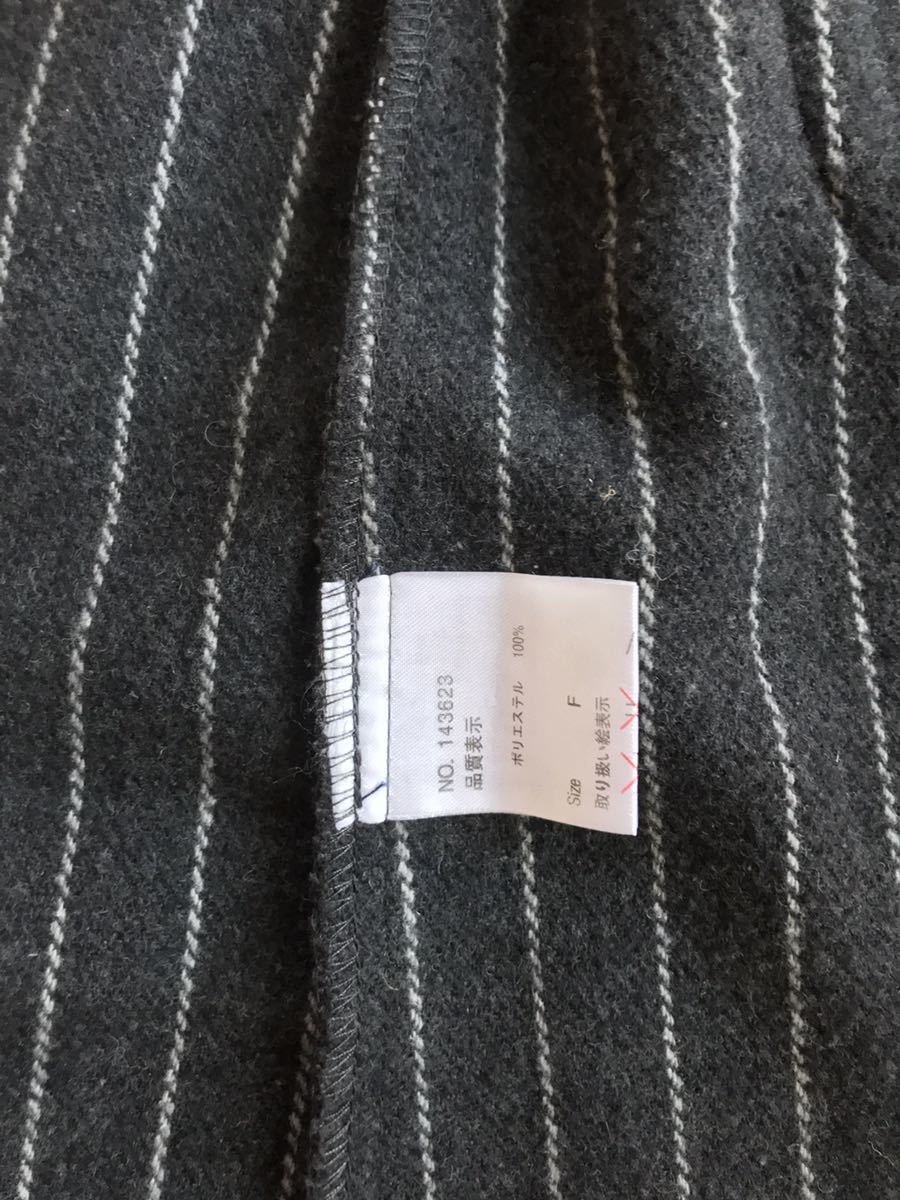 NO. 143623
品質表示
ポリエステル 100%
Size F
取り扱い絵表示